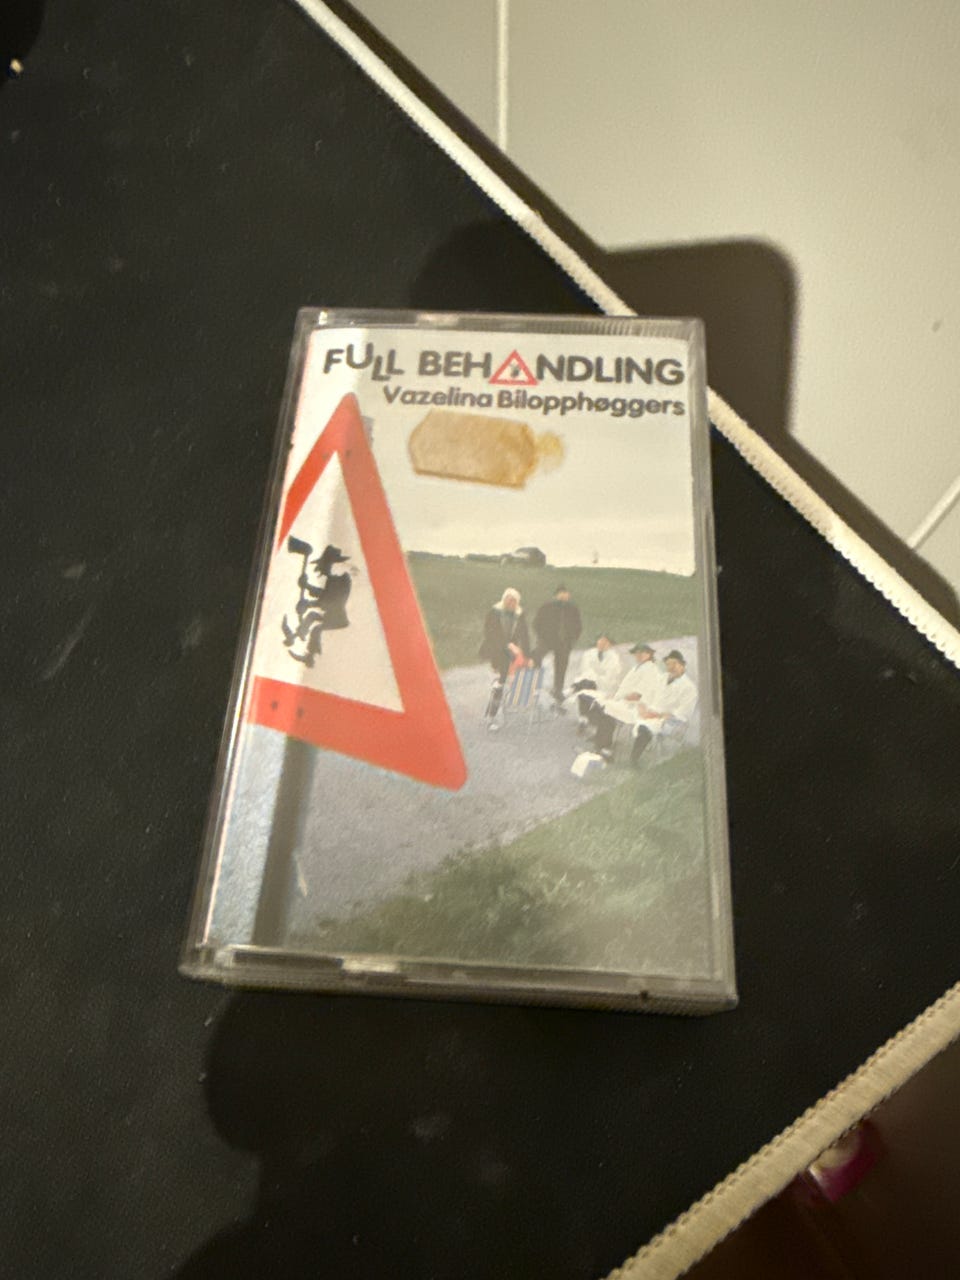 FULL BEHANDLING
Vazelina Bilopphøggers